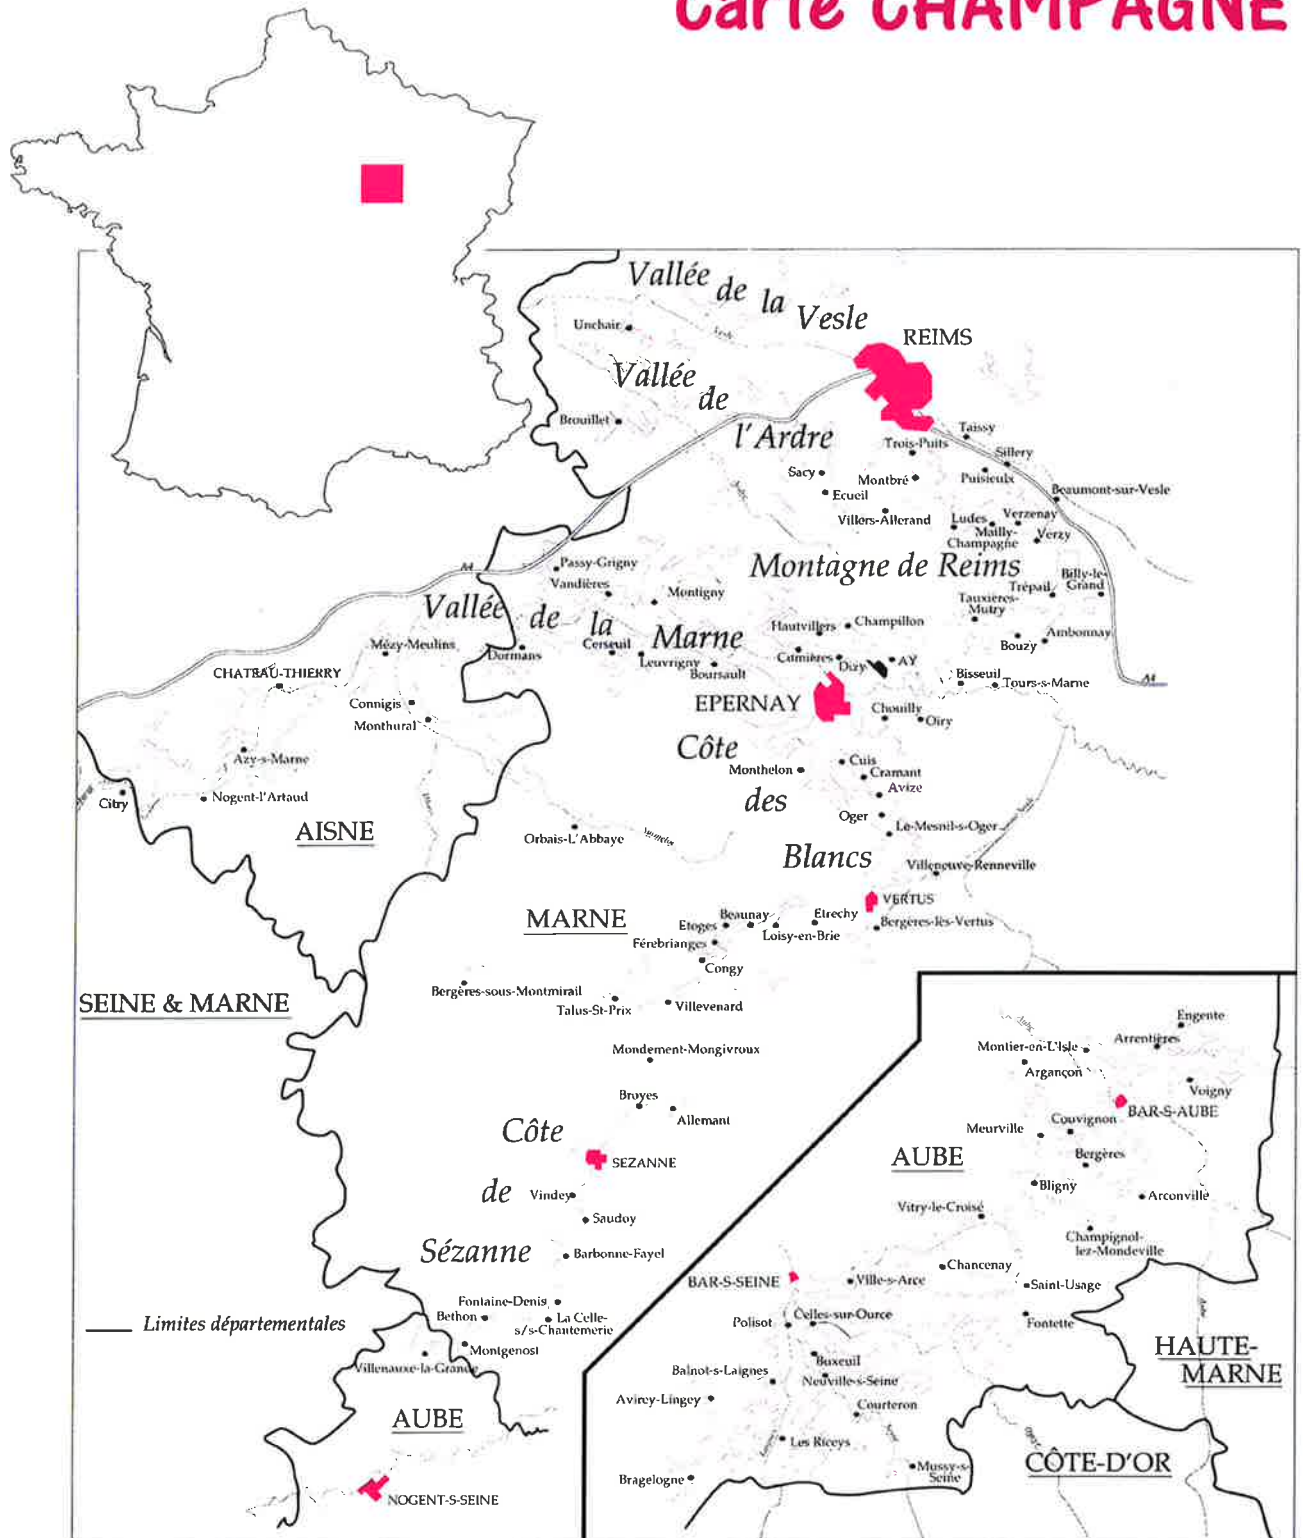 Carte CHAMPAGNE
Vallée
de
la
Vesle
REIMS
Unchair
Vallée
de
l'Ardre
Brouillet
Taissy
Trois-Puits
Sillery
Sacy
Montbré
Puisieulx
Ecueil
Beaumont-sur-Vesle
Villers-Allerand
Ludes
Verzenay
Mailly-
Champagne
Verzy
Montagne de Reims
A4
Passy-Grigny
Vandières
Montigny
Billy-le-
Grand
Trépail
Tauxières-
Mutry
Vallée
de
la
Marne
Hautvillers
Champillon
Ambonnay
Bouzy
Mézy-Meulins
Dormans
Cerseuil
Leuvrigny
Boursault
Cumières
Dizy
AY
CHATEAU-THIERRY
Bisseuil
Tours-s-Marne
A4
Connigis
EPERNAY
Chouilly
Oiry
Monthural
Côte
des
Blancs
Azy-s-Marne
Monthelon
Cuis
Cramant
Avize
Citry
Nogent-l'Artaud
AISNE
Oger
Le-Mesnil-s-Oger
Orbais-L'Abbaye
Villeneuve-Renneville
VERTUS
MARNE
Beaunay
Etrechy
Etoges
Loisy-en-Brie
Bergères-lès-Vertus
Férebrianges
Congy
SEINE & MARNE
Bergères-sous-Montmirail
Talus-St-Prix
Villevenard
Mondement-Mongivroux
Broyes
Allemant
Côte
de
Sézanne
SEZANNE
Vindey
Saudoy
Barbonne-Fayel
Fontaine-Denis
Bethon
La Celle-
s/s-Chantemerie
Montgenost
Limites départementales
Villenauxe-la-Grande
AUBE
NOGENT-S-SEINE
Aube
Engente
Montier-en-L'Isle
Arrentières
Argançon
Voigny
BAR-S-AUBE
Meurville
Couvignon
AUBE
Bergères
Bligny
Arconville
Vitry-le-Croisé
Champignol-
lez-Mondeville
Chancenay
BAR-S-SEINE
Ville-s-Arce
Saint-Usage
Polisot
Celles-sur-Ource
Fontette
HAUTE-
MARNE
Buxeuil
Balnot-s-Laignes
Neuville-s-Seine
Avirey-Lingey
Courteron
Les Riceys
CÔTE-D'OR
Bragelogne
Mussy-s-
Seine